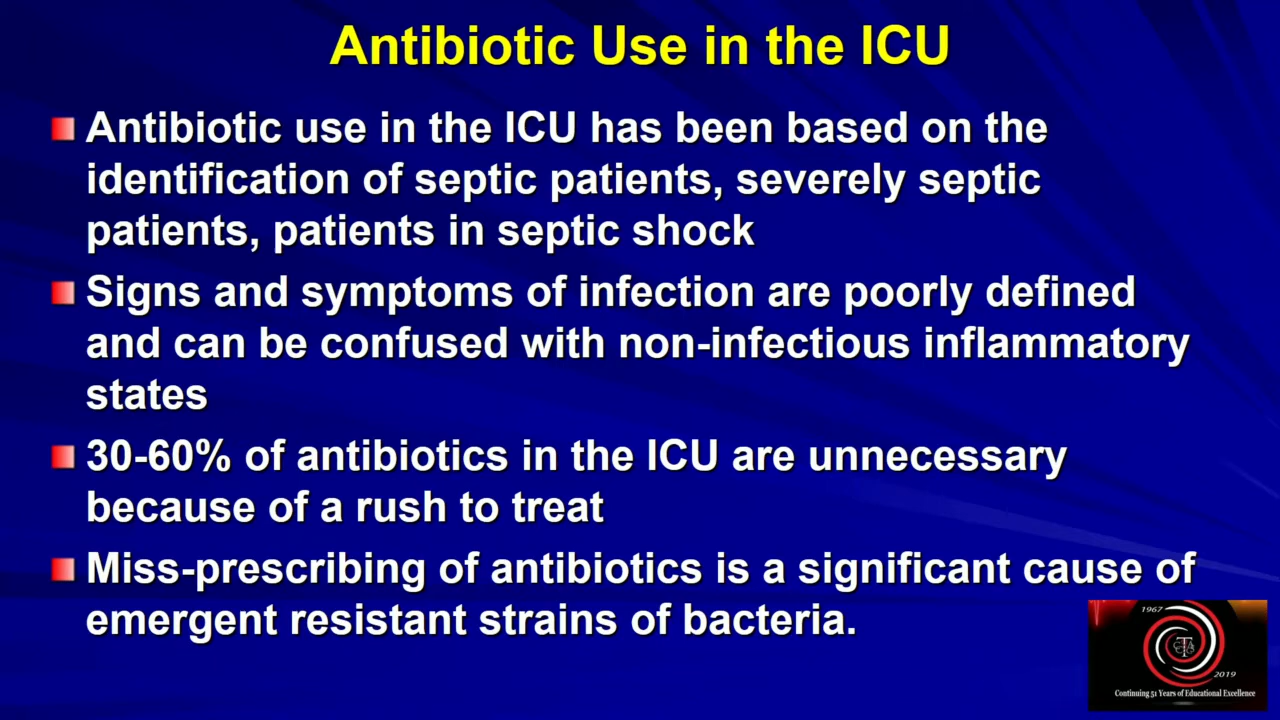 Antibiotic Use in the ICU
Antibiotic use in the ICU has been based on the
identification of septic patients, severely septic
patients, patients in septic shock
Signs and symptoms of infection are poorly defined
and can be confused with non-infectious inflammatory
states
30-60% of antibiotics in the ICU are unnecessary
because of a rush to treat
Miss-prescribing of antibiotics is a significant cause of
emergent resistant strains of bacteria.
1967
2019
Continuing 51 Years of Educational Excellence